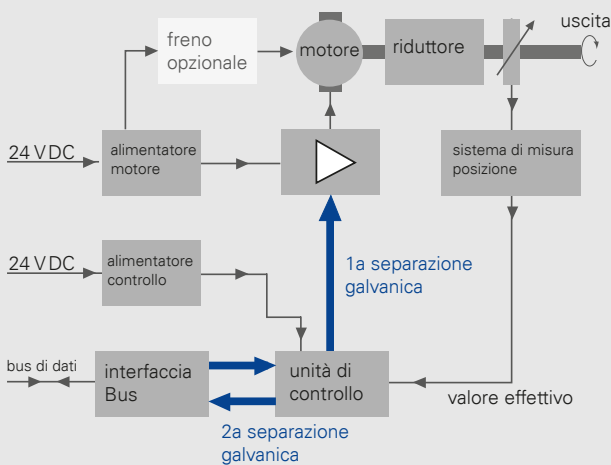 uscita
freno
opzionale
motore
riduttore
24 V DC
alimentatore
motore
sistema di misura
posizione
24 V DC
alimentatore
controllo
1a separazione
galvanica
bus di dati
interfaccia
Bus
unità di
controllo
valore effettivo
2a separazione
galvanica